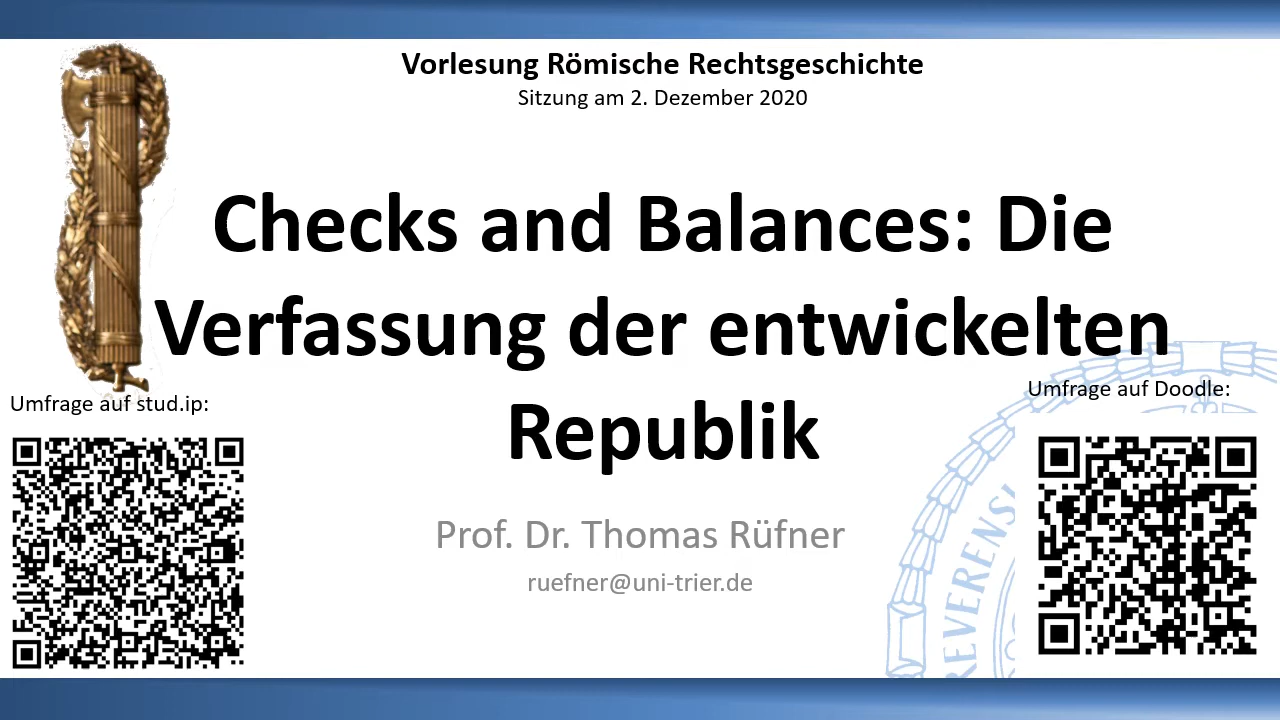 Vorlesung Römische Rechtsgeschichte
Sitzung am 2. Dezember 2020
Checks and Balances: Die
Verfassung der entwickelten
Republik
Umfrage auf stud.ip:
Umfrage auf Doodle:
Prof. Dr. Thomas Rüfner
ruefner@uni-trier.de